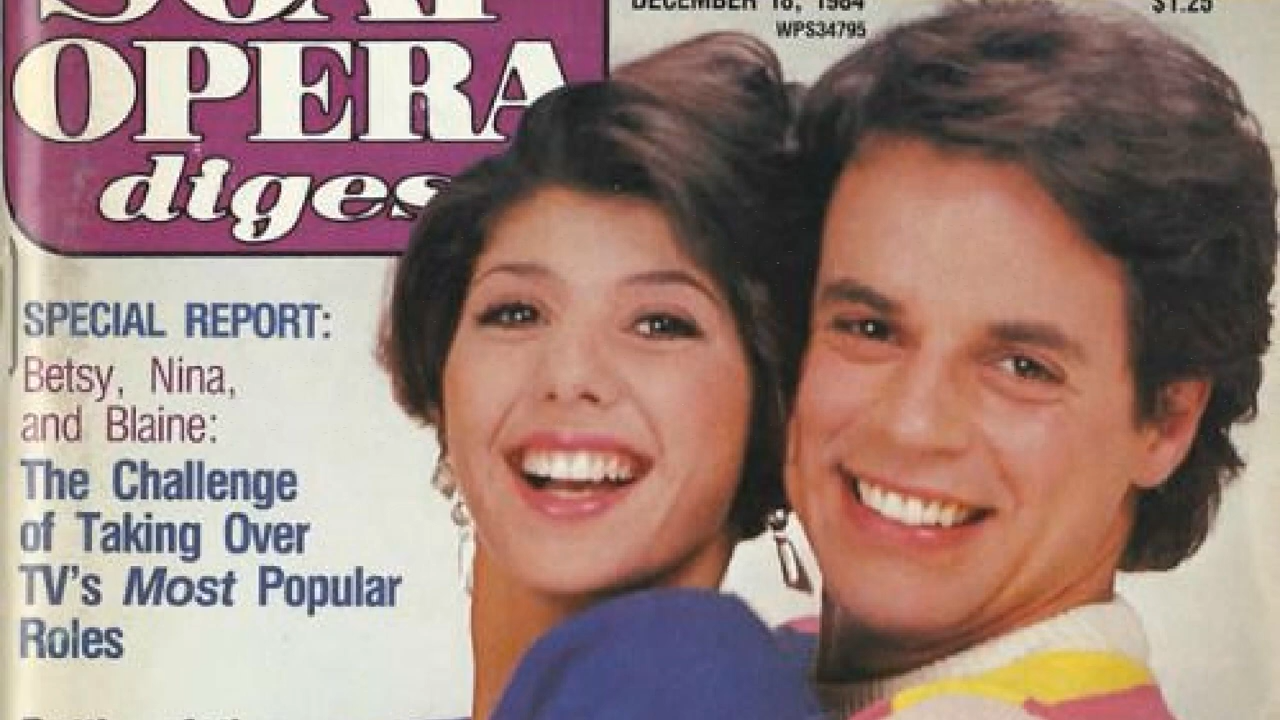 SOAP
OPERA
diges
DECEMBER 18, 1984
WPS34795
$1.25
SPECIAL REPORT:
Betsy, Nina,
and Blaine:
The Challenge
of Taking Over
TV's Most Popular
Roles